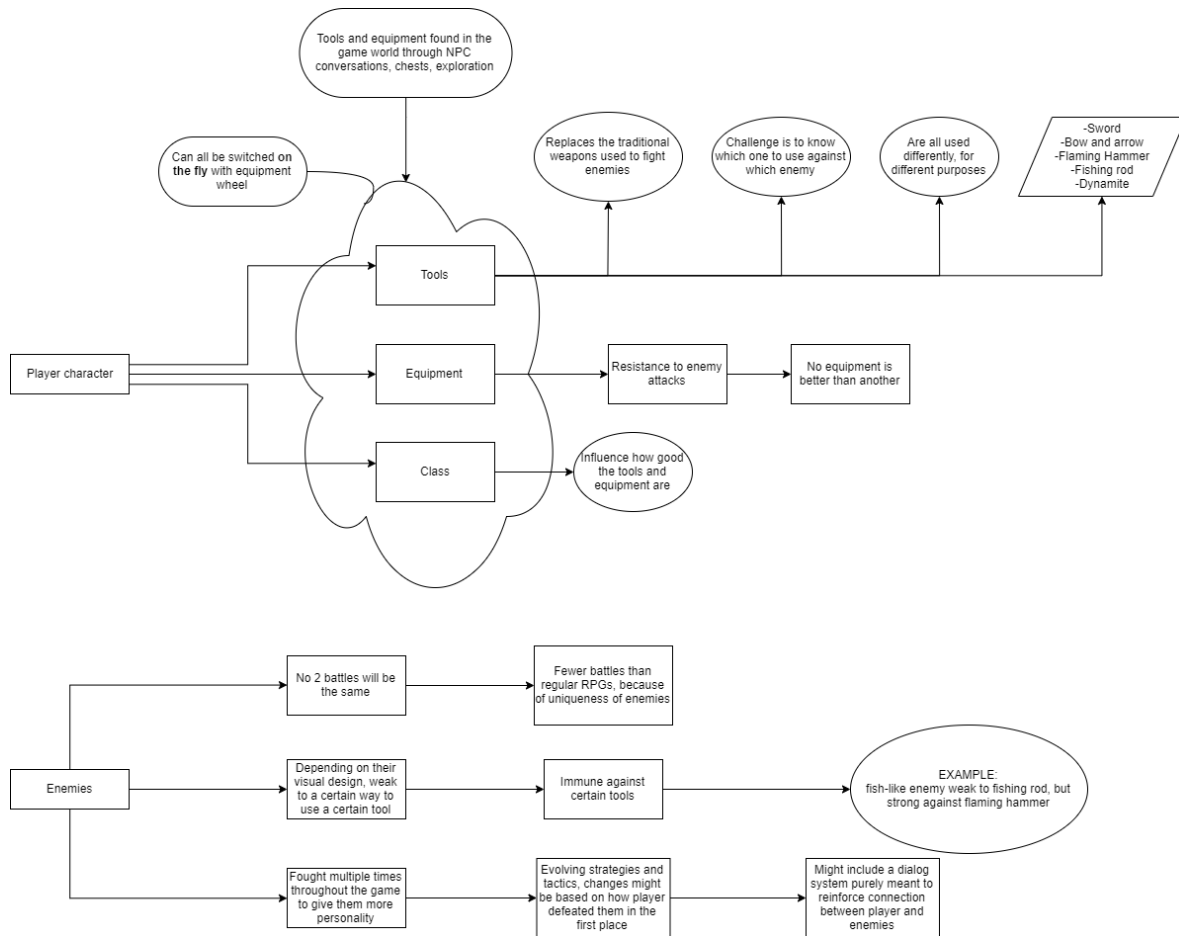 Tools and equipment found in the
game world through NPC
conversations, chests, exploration
Can all be switched on
the fly with equipment
wheel
Replaces the traditional
weapons used to fight
enemies
Challenge is to know
which one to use against
which enemy
Are all used
differently, for
different purposes
-Sword
-Bow and arrow
-Flaming Hammer
-Fishing rod
-Dynamite
Tools
Player character
Equipment
Resistance to enemy
attacks
No equipment is
better than another
Class
Influence how good
the tools and
equipment are
No 2 battles will be
the same
Fewer battles than
regular RPGs, because
of uniqueness of enemies
Enemies
Depending on their
visual design, weak
to a certain way to
use a certain tool
Immune against
certain tools
EXAMPLE:
fish-like enemy weak to fishing rod, but
strong against flaming hammer
Fought multiple times
throughout the game
to give them more
personality
Evolving strategies and
tactics, changes might
be based on how player
defeated them in the
first place
Might include a dialog
system purely meant to
reinforce connection
between player and
enemies